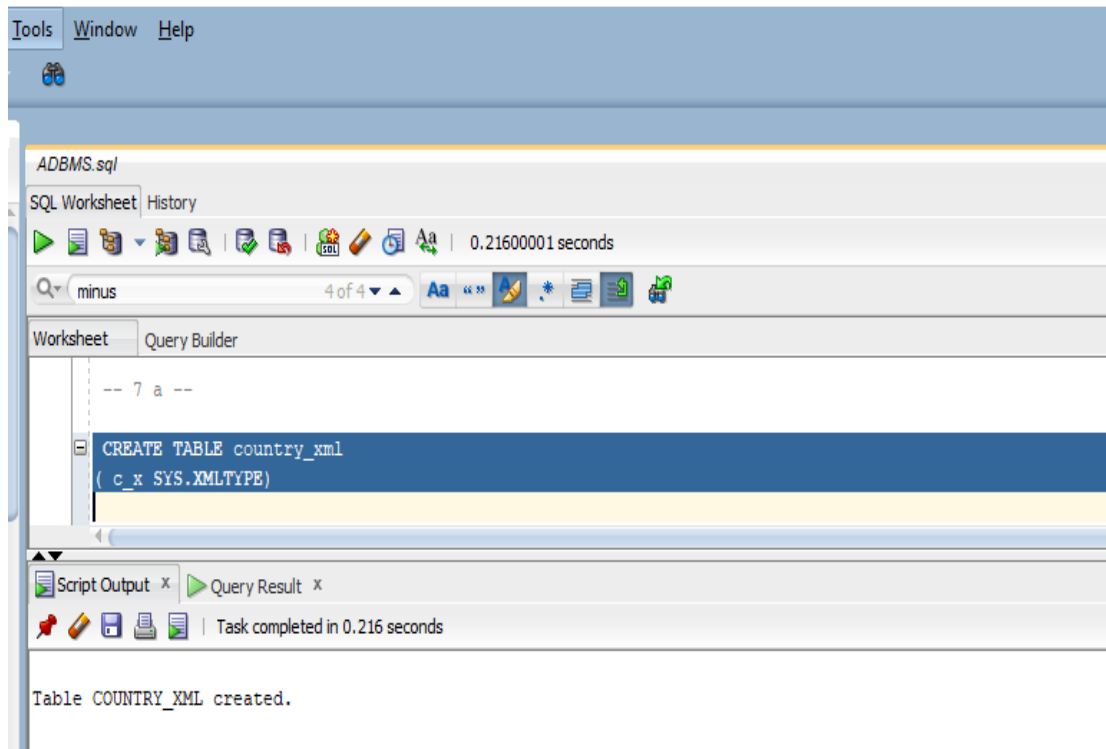 Tools Window Help
ADBMS.sql
SQL Worksheet History
SQL Aa 0.21600001 seconds
minus 4 of 4 Aa “” .*
Worksheet Query Builder
-- 7 a --
CREATE TABLE country_xml
( c_x SYS.XMLTYPE)
Script Output x Query Result x
Task completed in 0.216 seconds
Table COUNTRY_XML created.